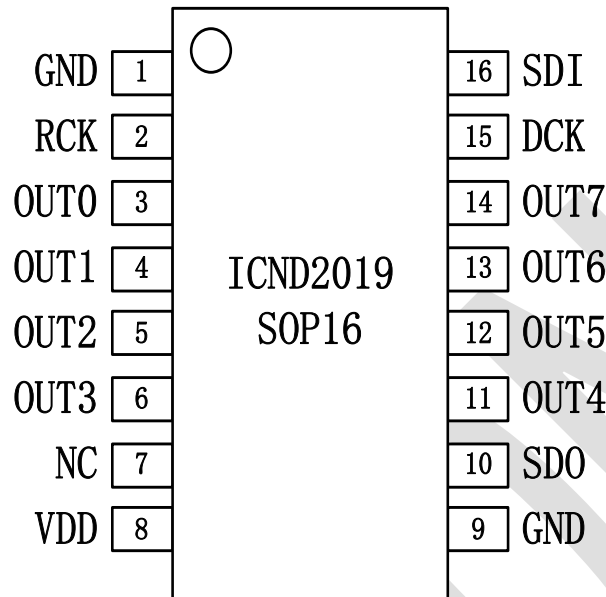 GND 1 16 SDI
RCK 2 15 DCK
OUT0 3 14 OUT7
OUT1 4 13 OUT6
ICND2019
OUT2 5 12 OUT5
SOP16
OUT3 6 11 OUT4
NC 7 10 SDO
VDD 8 9 GND